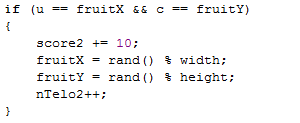 if (u == fruitX && c == fruitY)
{
    score2 += 10;
    fruitX = rand() % width;
    fruitY = rand() % height;
    nTelo2++;
}